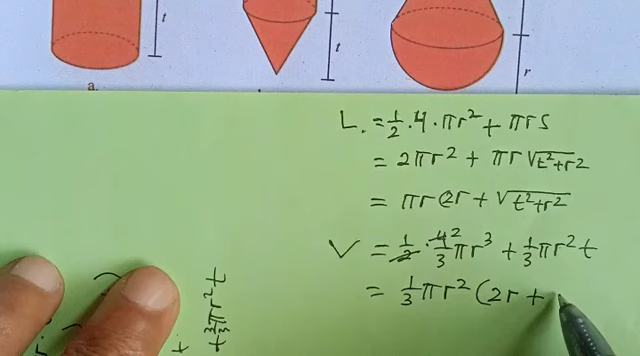 t
t
r
a.
L. = 1/2 · 4 · πr² + πrs
= 2πr² + πr√t²+r²
= πr(2r + √t²+r²
V = 1/2 · 4²/3 πr³ + 1/3 πr²t
= 1/3 πr² (2r +